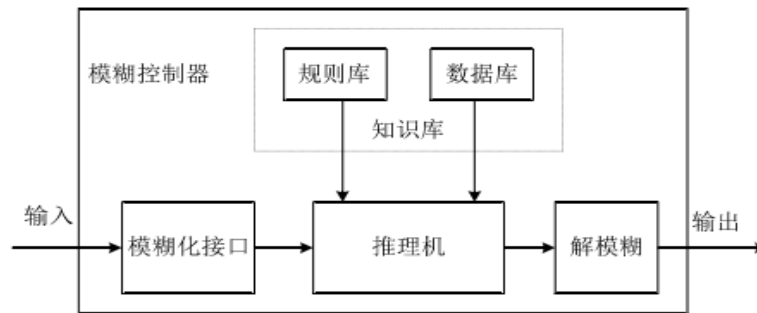 规则库
数据库
模糊控制器
知识库
输入
模糊化接口
推理机
解模糊
输出